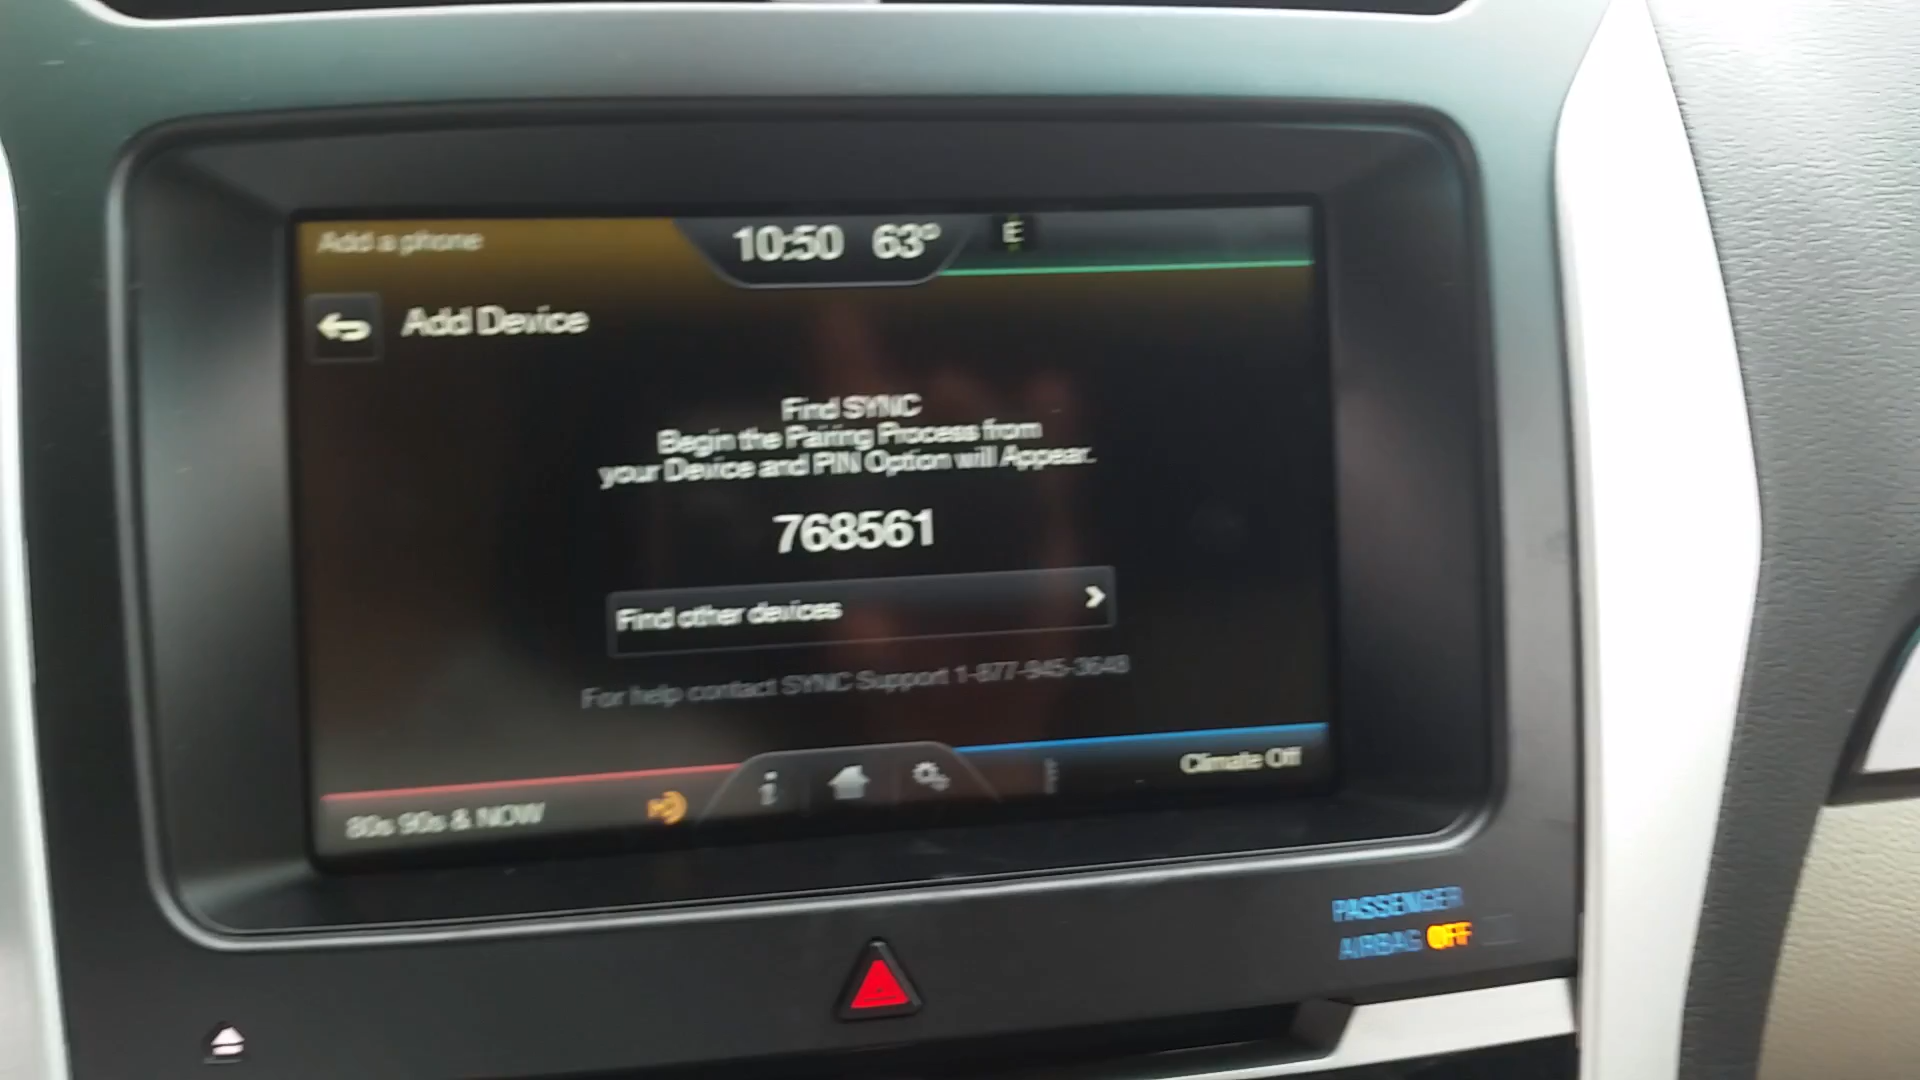 Add a phone
10:50 63° E
Add Device
Find SYNC
Begin the Pairing Process from
your Device and PIN Option will Appear.
768561
Find other devices
For help contact SYNC Support 1-877-945-3648
Climate Off
80s 90s & NOW
PASSENGER
AIRBAG OFF